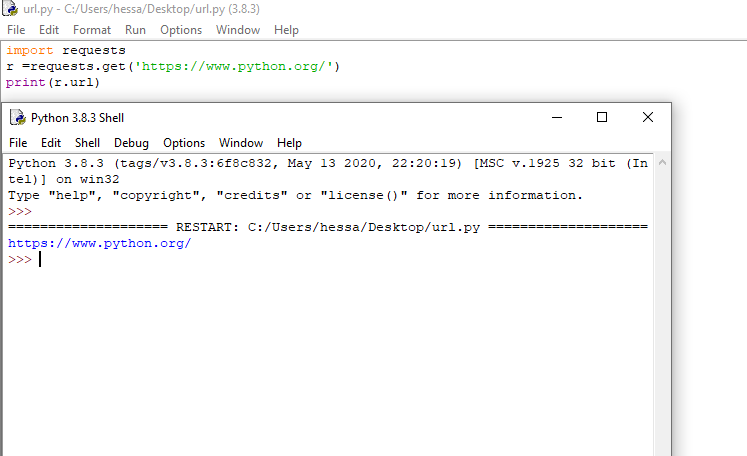 url.py - C:/Users/hessa/Desktop/url.py (3.8.3)
File Edit Format Run Options Window Help
import requests
r =requests.get('https://www.python.org/')
print(r.url)
Python 3.8.3 Shell
File Edit Shell Debug Options Window Help
Python 3.8.3 (tags/v3.8.3:6f8c832, May 13 2020, 22:20:19) [MSC v.1925 32 bit (In
tel)] on win32
Type "help", "copyright", "credits" or "license()" for more information.
>>>
==================== RESTART: C:/Users/hessa/Desktop/url.py ====================
https://www.python.org/
>>>